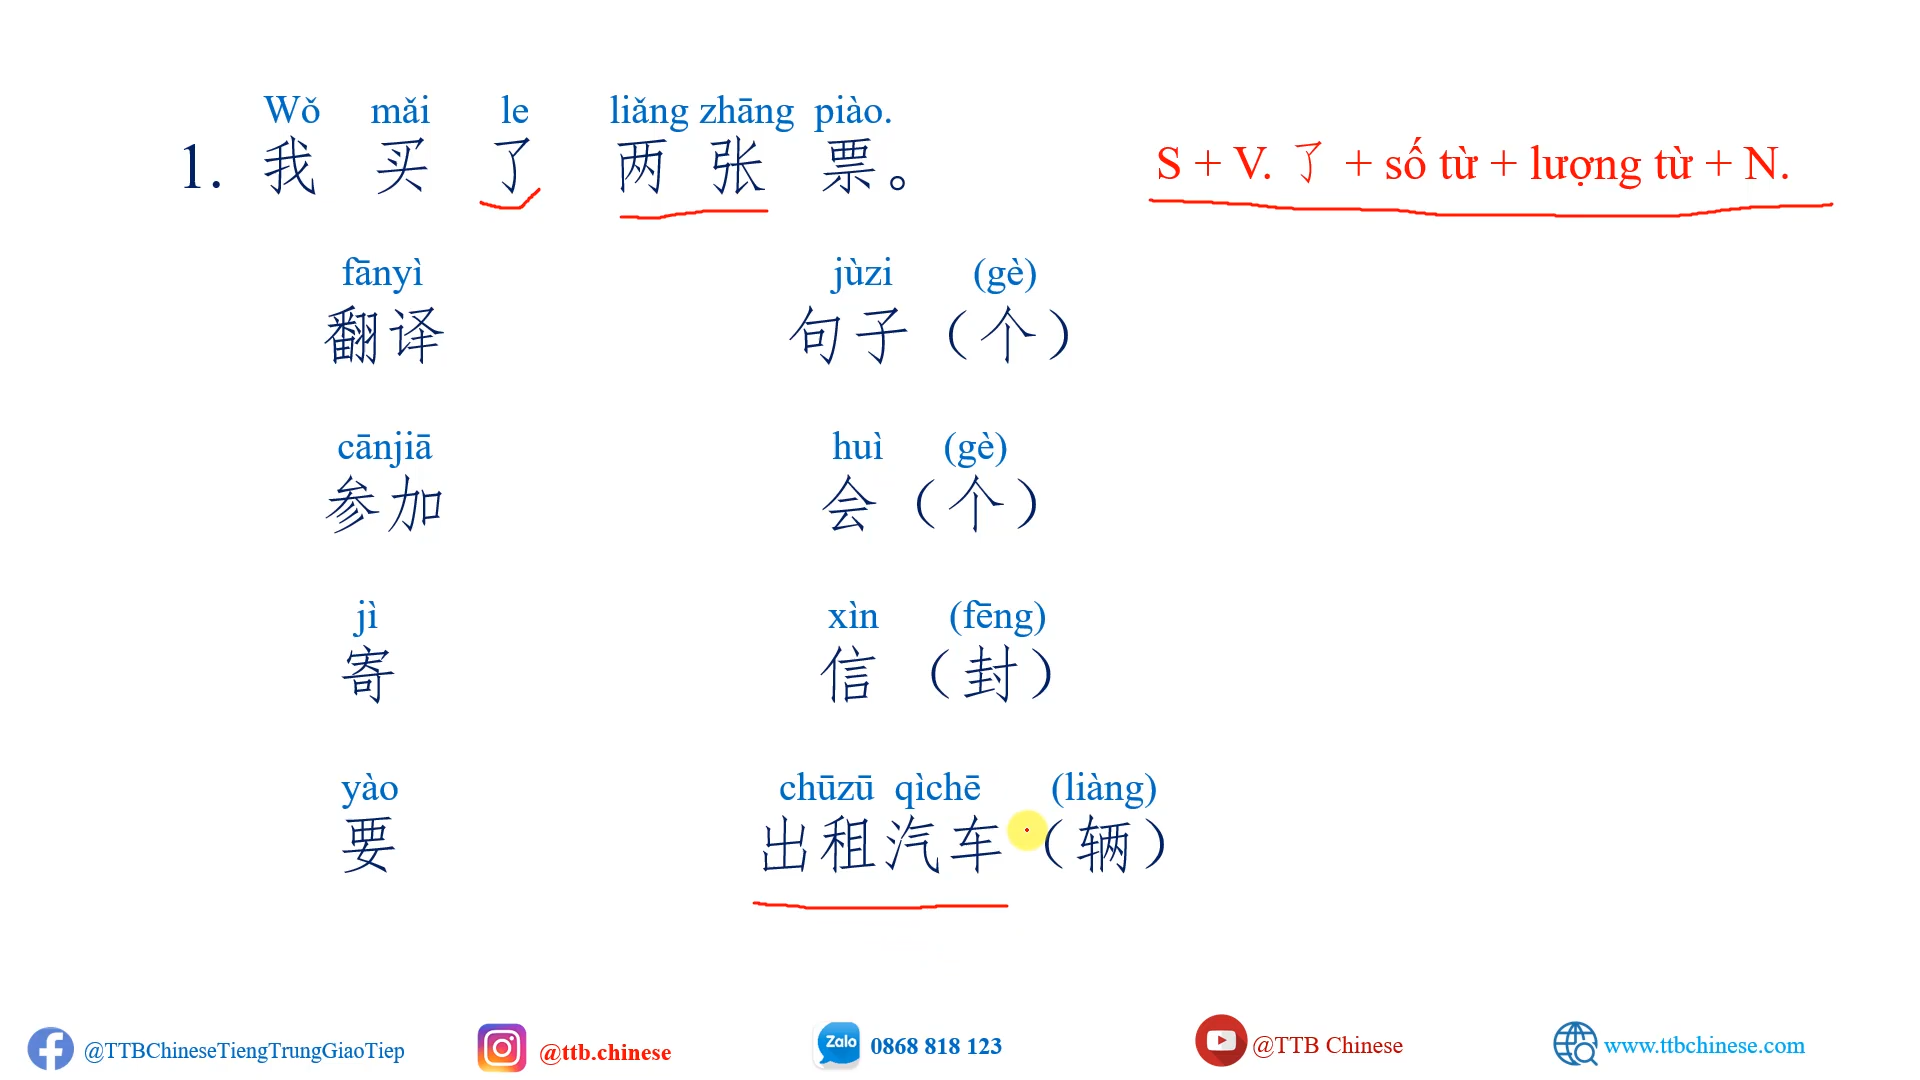 Wǒ mǎi le liǎng zhāng piào.
1. 我 买 了 两 张 票。
S + V. 了 + số từ + lượng từ + N.
fānyì jùzi (gè)
翻译 句子（个）
cānjiā huì (gè)
参加 会（个）
jì xìn (fēng)
寄 信 （封）
yào chūzū qìchē (liàng)
要 出租汽车（辆）
@TTBChineseTiengTrungGiaoTiep
@ttb.chinese
Zalo 0868 818 123
@TTB Chinese
www.ttbchinese.com